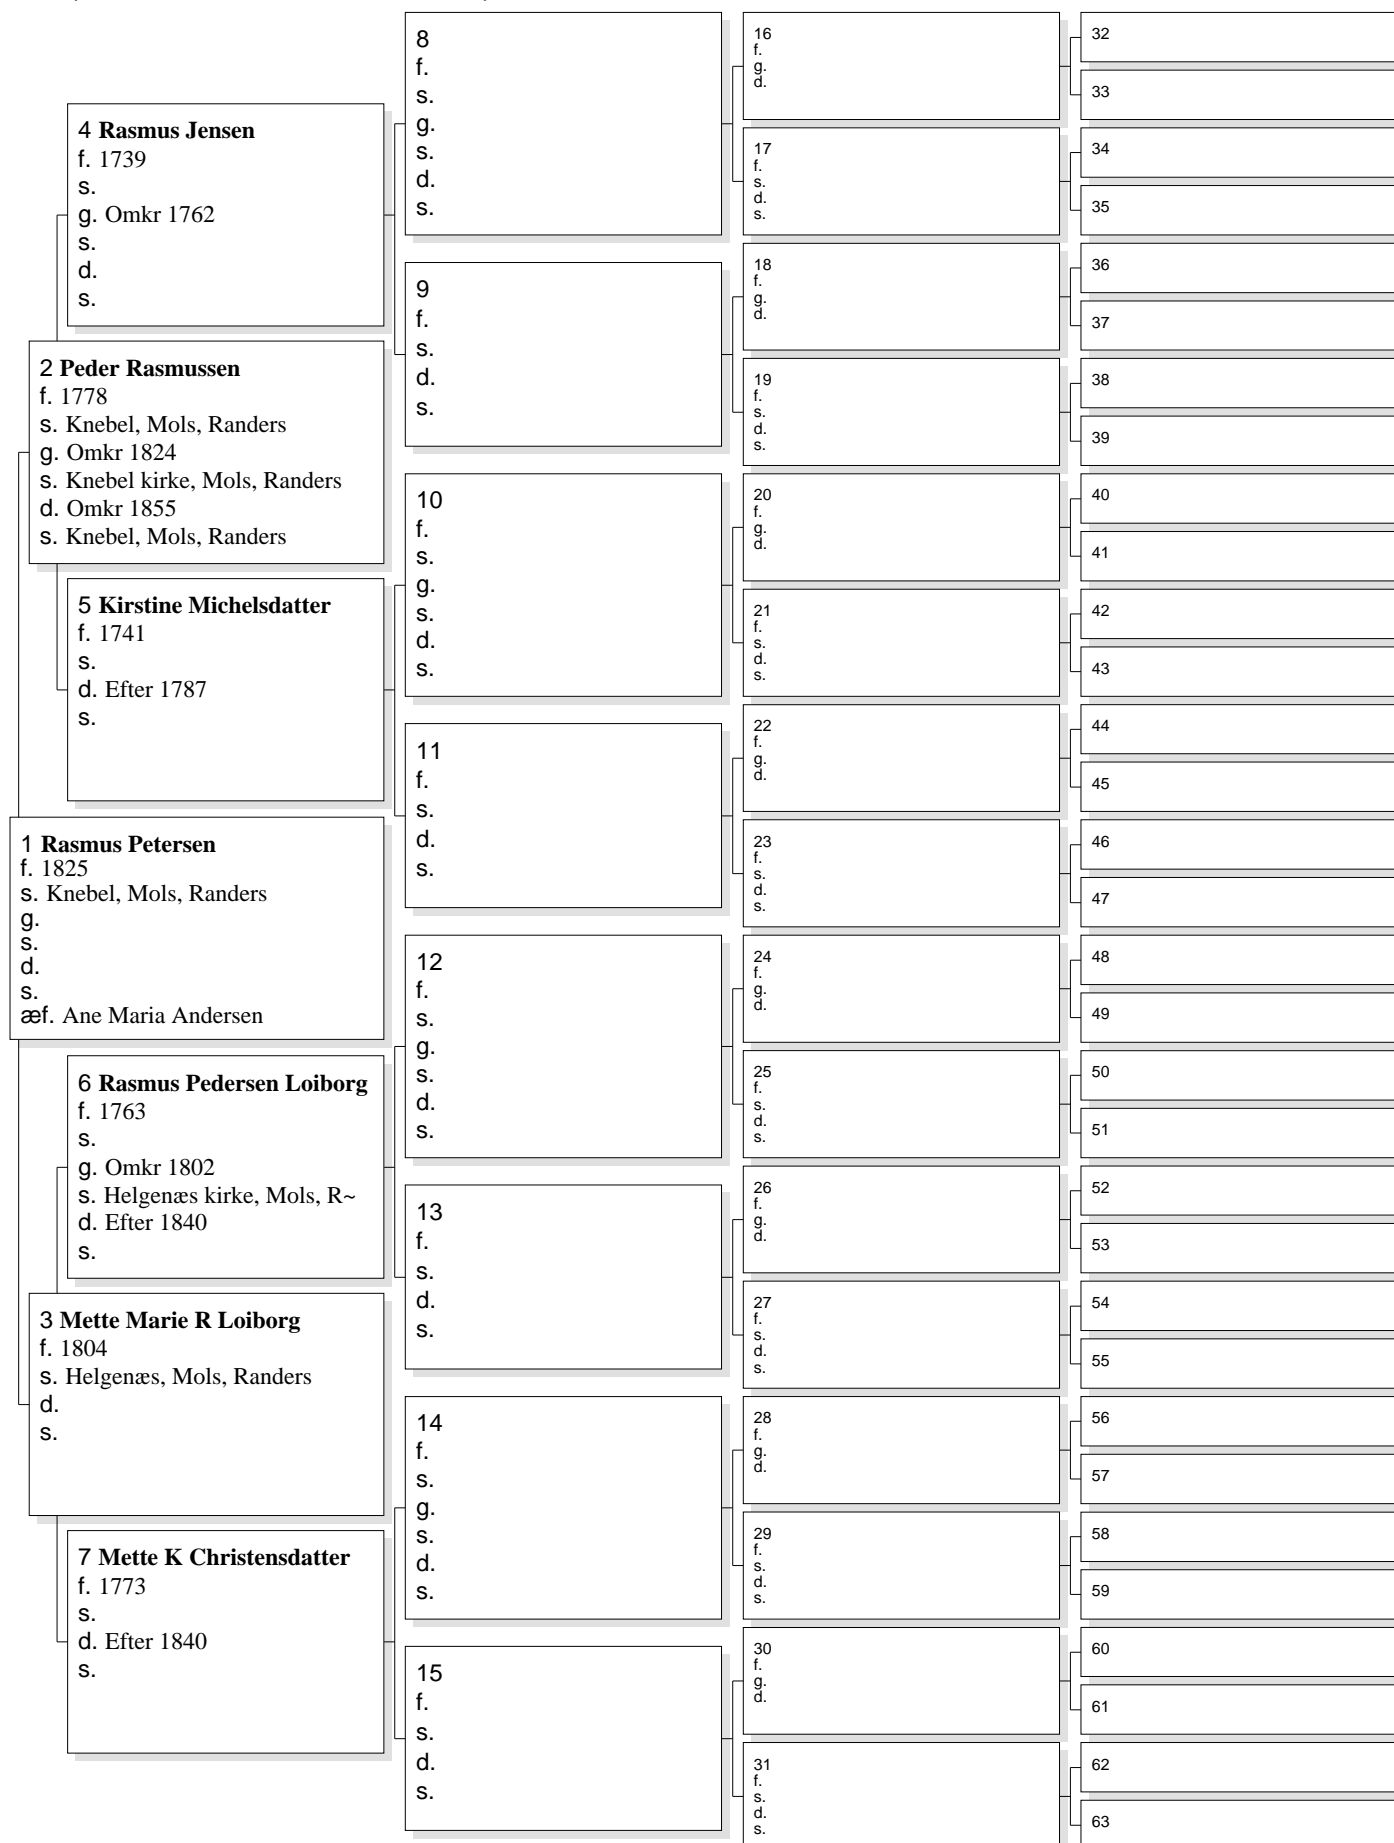 4 Rasmus Jensen
f. 1739
s.
g. Omkr 1762
s.
d.
s.
2 Peder Rasmussen
f. 1778
s. Knebel, Mols, Randers
g. Omkr 1824
s. Knebel kirke, Mols, Randers
d. Omkr 1855
s. Knebel, Mols, Randers
5 Kirstine Michelsdatter
f. 1741
s.
d. Efter 1787
s.
1 Rasmus Petersen
f. 1825
s. Knebel, Mols, Randers
g.
s.
d.
s.
æf. Ane Maria Andersen
6 Rasmus Pedersen Loiborg
f. 1763
s.
g. Omkr 1802
s. Helgenæs kirke, Mols, R~
d. Efter 1840
s.
3 Mette Marie R Loiborg
f. 1804
s. Helgenæs, Mols, Randers
d.
s.
7 Mette K Christensdatter
f. 1773
s.
d. Efter 1840
s.
8
f.
s.
g.
s.
d.
s.
9
f.
s.
d.
s.
10
f.
s.
g.
s.
d.
s.
11
f.
s.
d.
s.
12
f.
s.
g.
s.
d.
s.
13
f.
s.
d.
s.
14
f.
s.
g.
s.
d.
s.
15
f.
s.
d.
s.
16
f.
g.
d.
17
f.
s.
d.
s.
18
f.
g.
d.
19
f.
s.
d.
s.
20
f.
g.
d.
21
f.
s.
d.
s.
22
f.
g.
d.
23
f.
s.
d.
s.
24
f.
g.
d.
25
f.
s.
d.
s.
26
f.
g.
d.
27
f.
s.
d.
s.
28
f.
g.
d.
29
f.
s.
d.
s.
30
f.
g.
d.
31
f.
s.
d.
s.
32
33
34
35
36
37
38
39
40
41
42
43
44
45
46
47
48
49
50
51
52
53
54
55
56
57
58
59
60
61
62
63